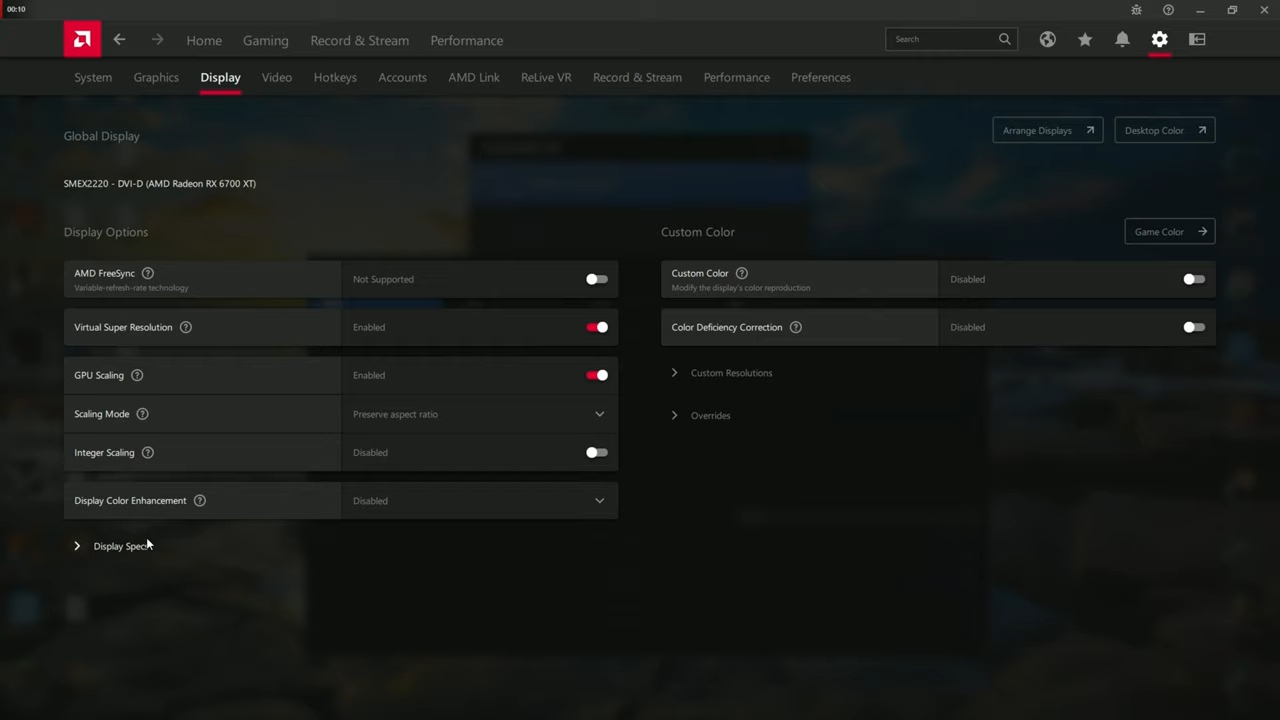 00:10
Home Gaming Record & Stream Performance Search
System Graphics Display Video Hotkeys Accounts AMD Link ReLive VR Record & Stream Performance Preferences
Global Display
Arrange Displays
Desktop Color
SMEX2220 - DVI-D (AMD Radeon RX 6700 XT)
Display Options
AMD FreeSync
Variable-refresh-rate technology
Not Supported
Virtual Super Resolution
Enabled
GPU Scaling
Enabled
Scaling Mode
Preserve aspect ratio
Integer Scaling
Disabled
Display Color Enhancement
Disabled
Display Specs
Custom Color
Game Color
Custom Color
Modify the display's color reproduction
Disabled
Color Deficiency Correction
Disabled
Custom Resolutions
Overrides